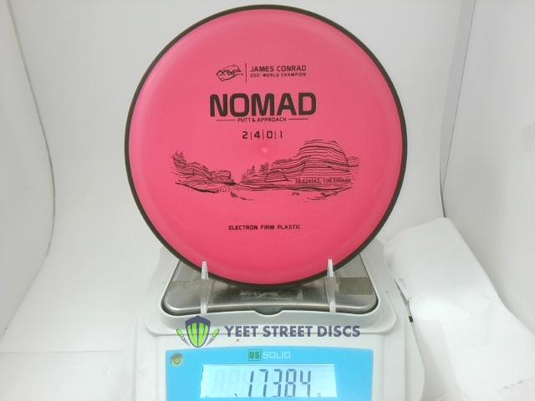 JAMES CONRAD
2021 WORLD CHAMPION
NOMAD
PUTT & APPROACH
2|4|0|1
ELECTRON FIRM PLASTIC
YEET STREET DISCS
US SOLID
173.84